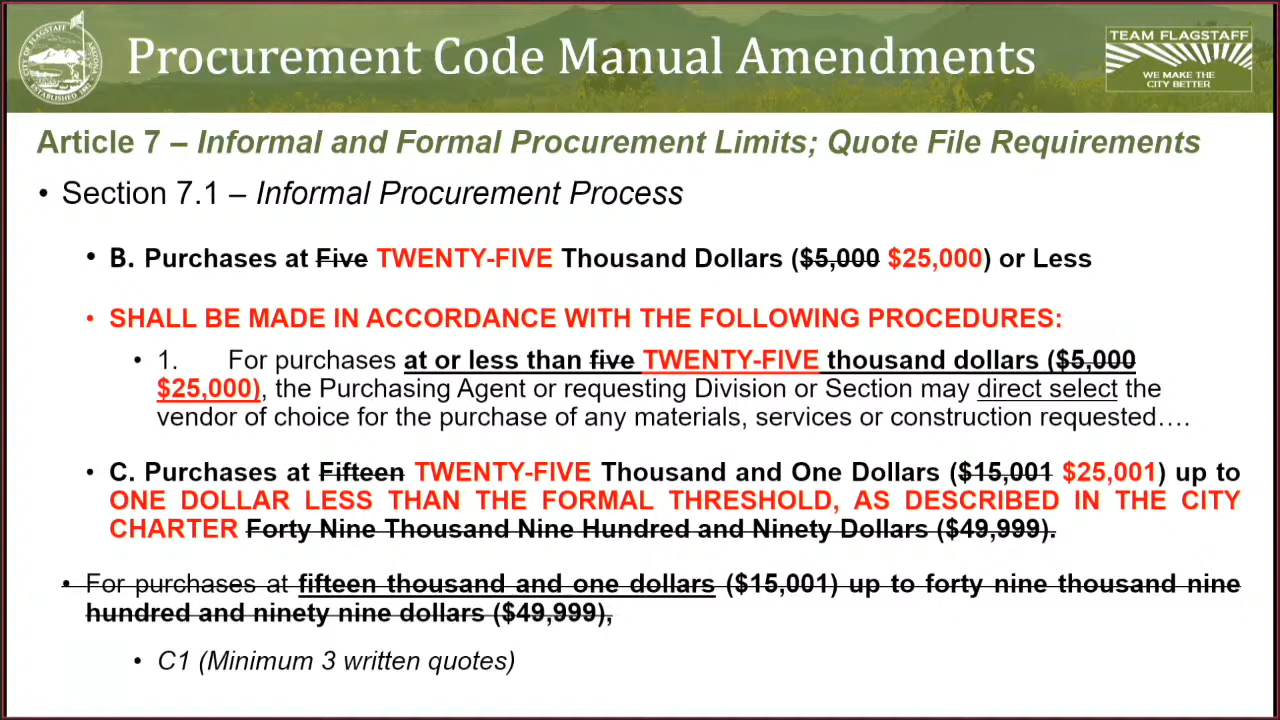 Procurement Code Manual Amendments
CITY OF FLAGSTAFF ARIZONA
ESTABLISHED 1882
TEAM FLAGSTAFF
WE MAKE THE
CITY BETTER
Article 7 – Informal and Formal Procurement Limits; Quote File Requirements
• Section 7.1 – Informal Procurement Process
• B. Purchases at Five TWENTY-FIVE Thousand Dollars ($5,000 $25,000) or Less
• SHALL BE MADE IN ACCORDANCE WITH THE FOLLOWING PROCEDURES:
• 1. For purchases at or less than five TWENTY-FIVE thousand dollars ($5,000
$25,000), the Purchasing Agent or requesting Division or Section may direct select the
vendor of choice for the purchase of any materials, services or construction requested….
• C. Purchases at Fifteen TWENTY-FIVE Thousand and One Dollars ($15,001 $25,001) up to
ONE DOLLAR LESS THAN THE FORMAL THRESHOLD, AS DESCRIBED IN THE CITY
CHARTER Forty Nine Thousand Nine Hundred and Ninety Dollars ($49,999).
• For purchases at fifteen thousand and one dollars ($15,001) up to forty nine thousand nine
hundred and ninety nine dollars ($49,999),
• C1 (Minimum 3 written quotes)